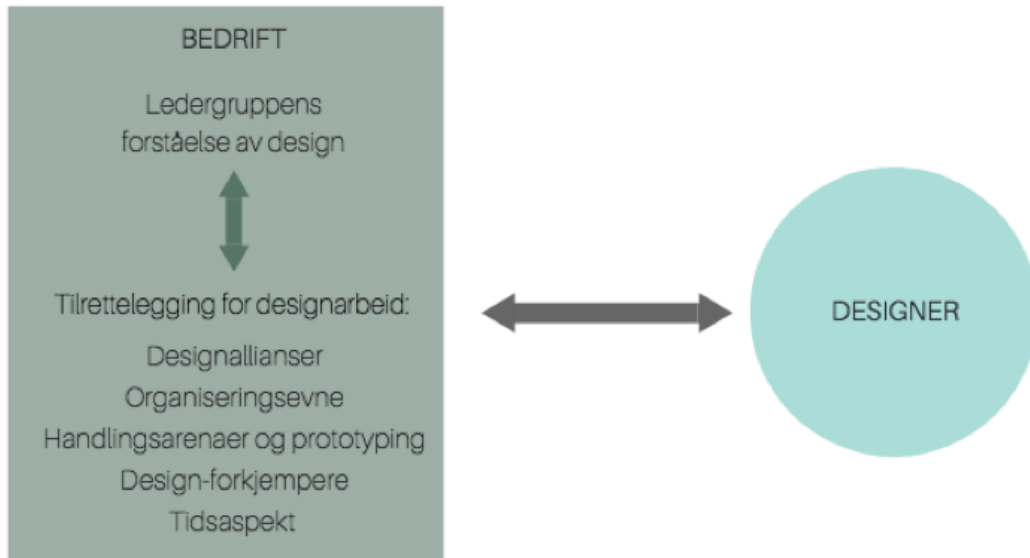 BEDRIFT
Ledergruppens
forståelse av design
Tilrettelegging for designarbeid:
Designallianser
Organiseringsevne
Handlingsarenaer og prototyping
Design-forkjempere
Tidsaspekt
DESIGNER